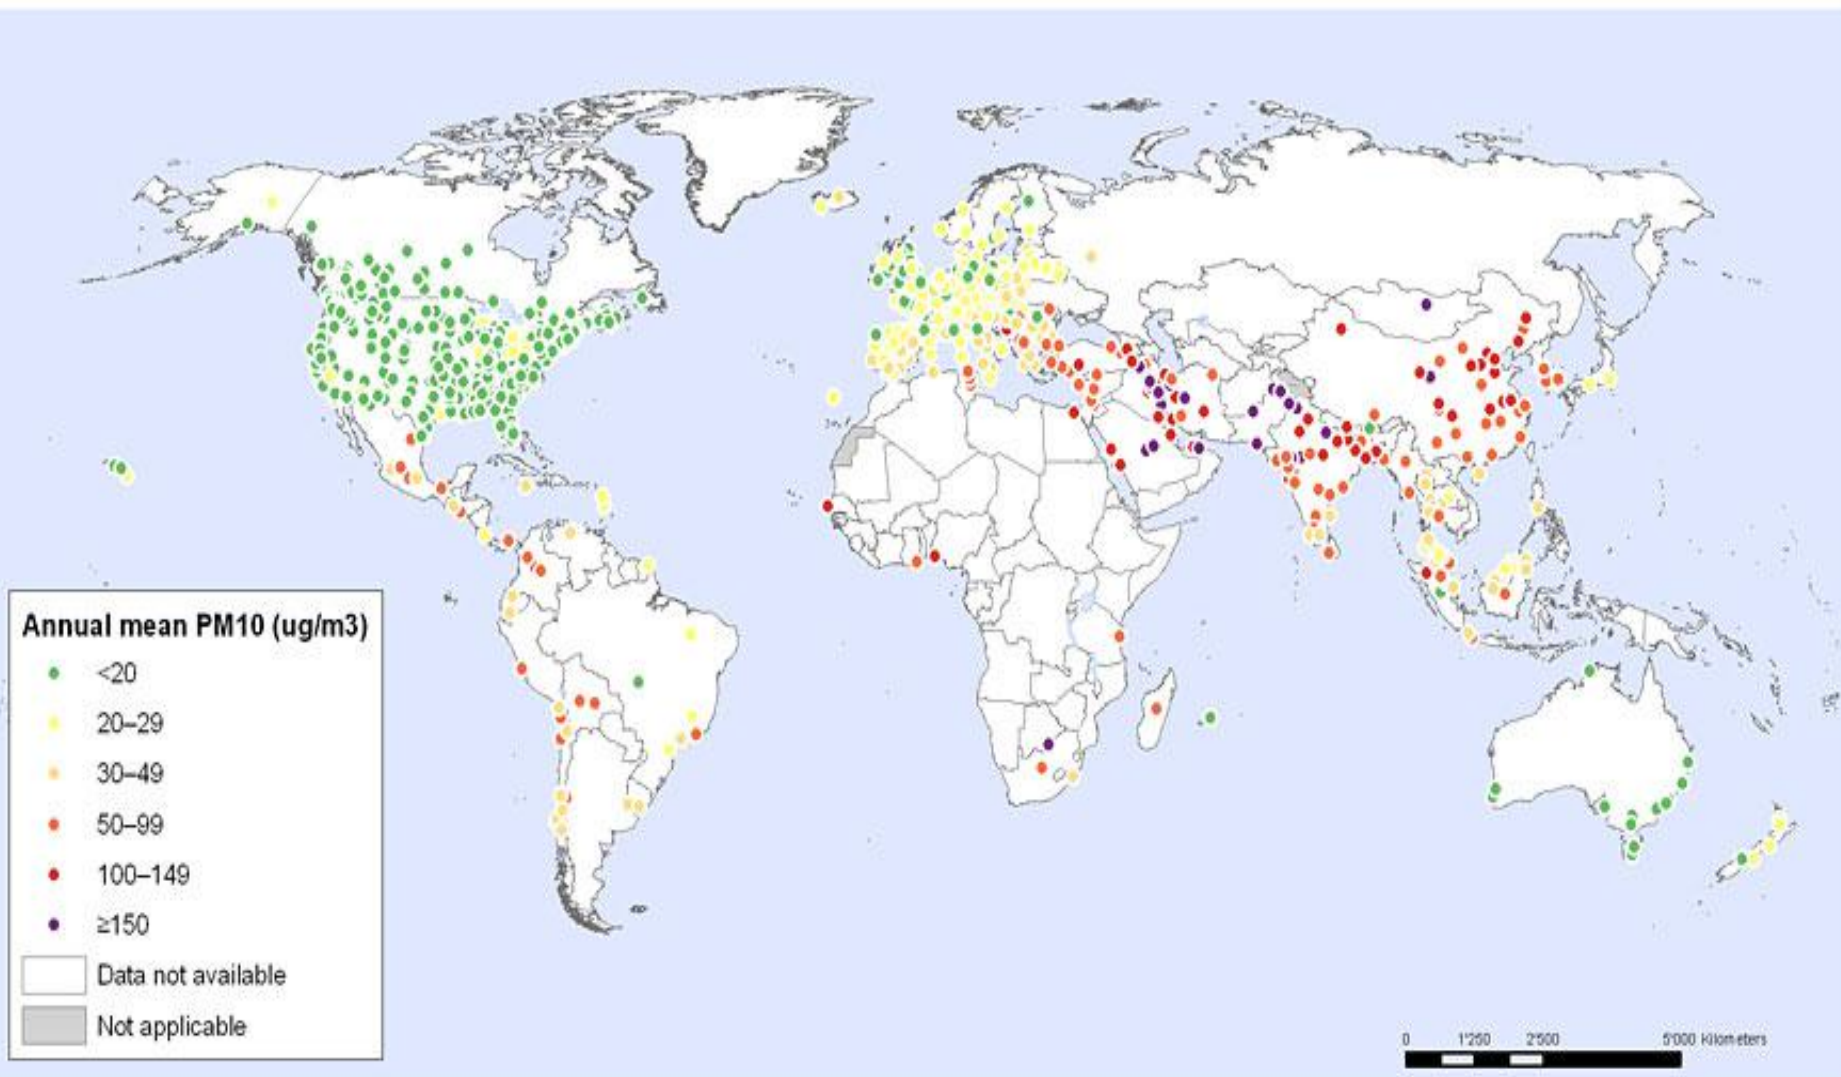 Annual mean PM10 (ug/m3)
<20
20–29
30–49
50–99
100–149
≥150
Data not available
Not applicable
0 1'250 2'500 5'000 Kilometers